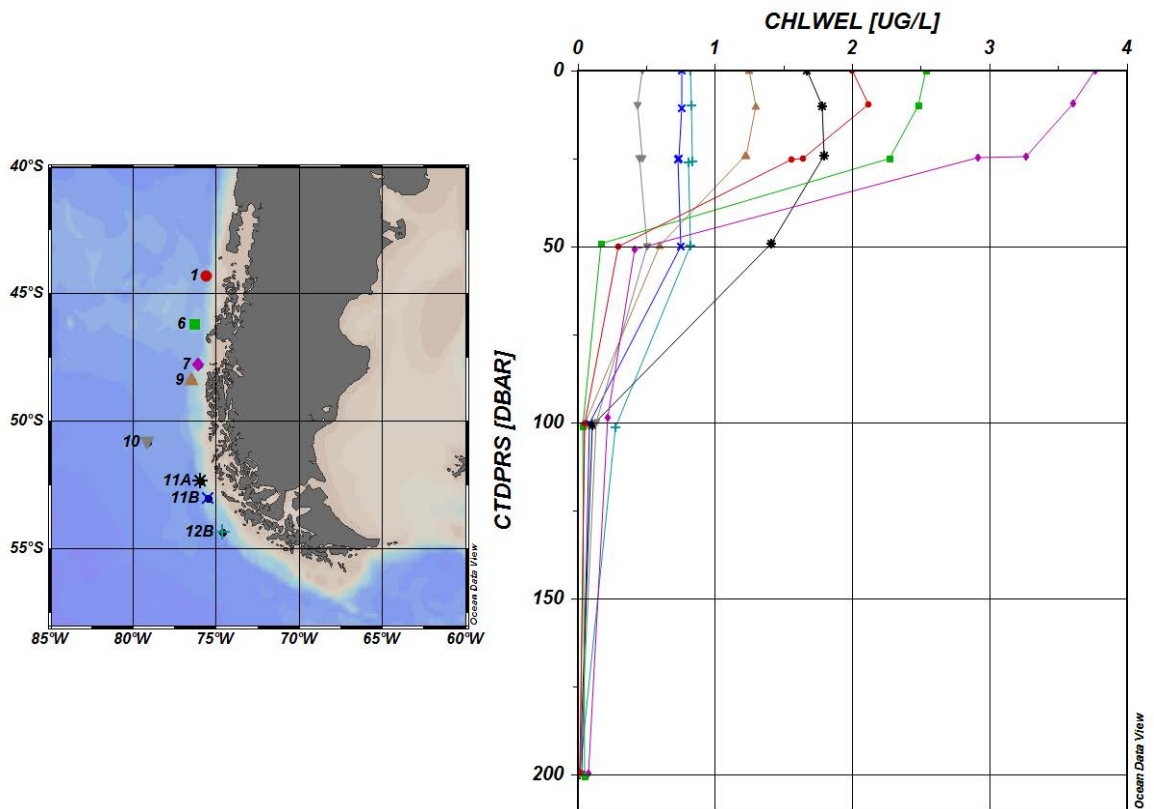 40°S
45°S
50°S
55°S
85°W 80°W 75°W 70°W 65°W 60°W
1
6
7
9
10
11A
11B
12B
Ocean Data View
CHLWEL [UG/L]
0 1 2 3 4
0
50
100
150
200
CTDPRS [DBAR]
Ocean Data View